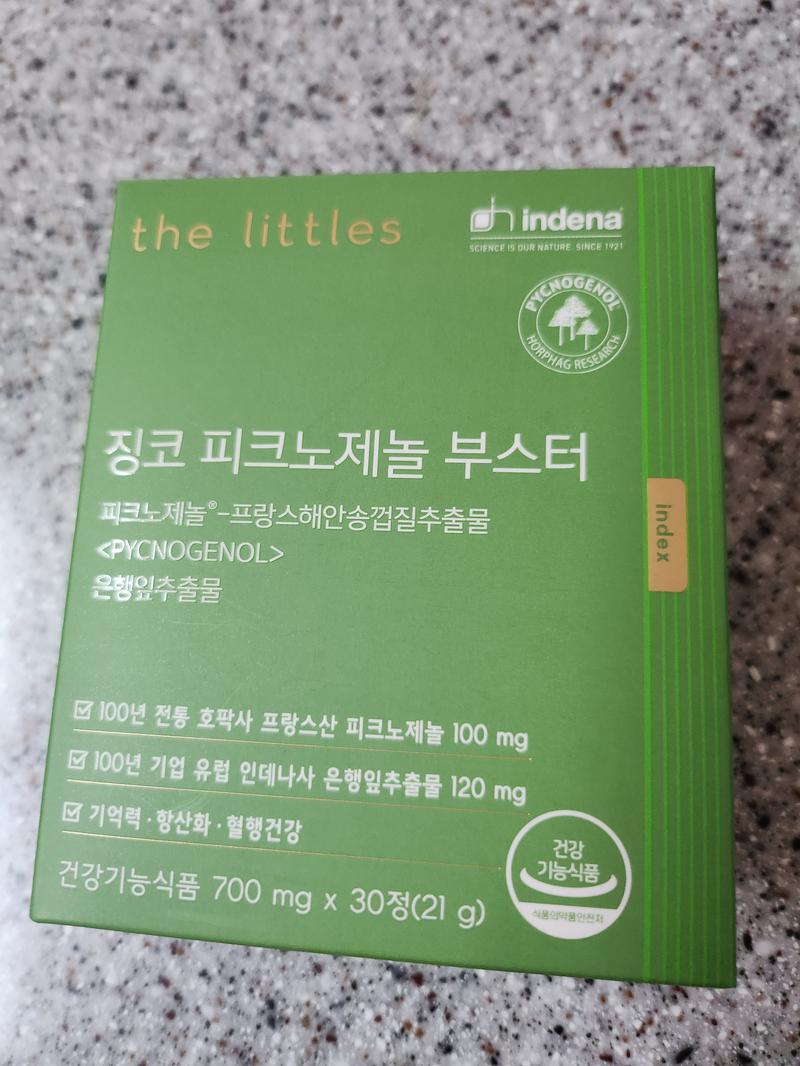 the littles
indena
SCIENCE IS OUR NATURE. SINCE 1921
PYCNOGENOL®
HORPHAG RESEARCH
징코 피크노제놀 부스터
피크노제놀®-프랑스해안송껍질추출물
<PYCNOGENOL>
은행잎추출물
index
☑ 100년 전통 호팍사 프랑스산 피크노제놀 100 mg
☑ 100년 기업 유럽 인데나사 은행잎추출물 120 mg
☑ 기억력·항산화·혈행건강
건강기능식품 700 mg x 30정(21 g)
건강
기능식품
식품의약품안전처